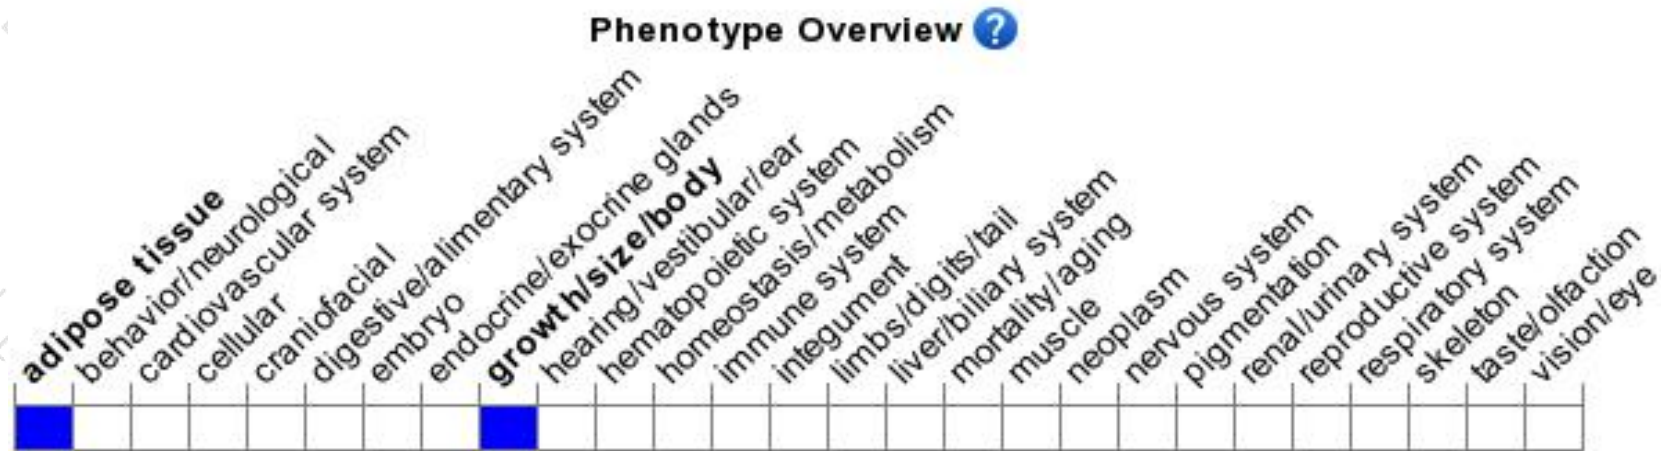 Phenotype Overview ?
adipose tissue
behavior/neurological
cardiovascular system
cellular
craniofacial
digestive/alimentary system
embryo
endocrine/exocrine glands
growth/size/body
hearing/vestibular/ear
hematopoietic system
homeostasis/metabolism
immune system
integument
limbs/digits/tail
liver/biliary system
mortality/aging
muscle
neoplasm
nervous system
pigmentation
renal/urinary system
reproductive system
respiratory system
skeleton
taste/olfaction
vision/eye